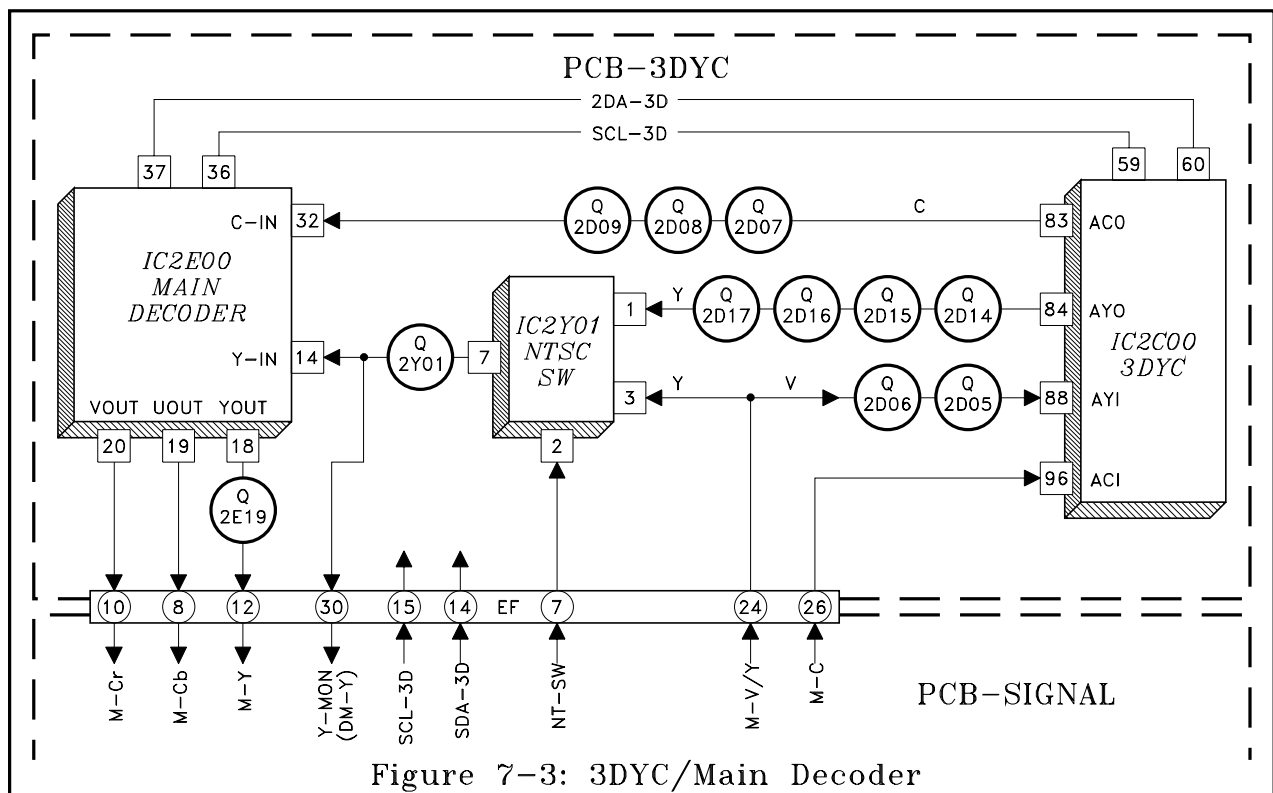 PCB-3DYC
2DA-3D
SCL-3D
37
36
59
60
C-IN
32
Q
2D09
Q
2D08
Q
2D07
C
83
ACO
IC2E00
MAIN
DECODER
IC2Y01
NTSC
SW
1
Y
Q
2D17
Q
2D16
Q
2D15
Q
2D14
84
AYO
IC2C00
3DYC
Y-IN
14
Q
2Y01
7
3
Y
V
Q
2D06
Q
2D05
88
AYI
VOUT
UOUT
YOUT
20
19
18
2
96
ACI
Q
2E19
10
8
12
30
15
14
EF
7
24
26
M-Cr
M-Cb
M-Y
Y-MON
(DM-Y)
SCL-3D
SDA-3D
NT-SW
M-V/Y
M-C
PCB-SIGNAL
Figure 7-3: 3DYC/Main Decoder